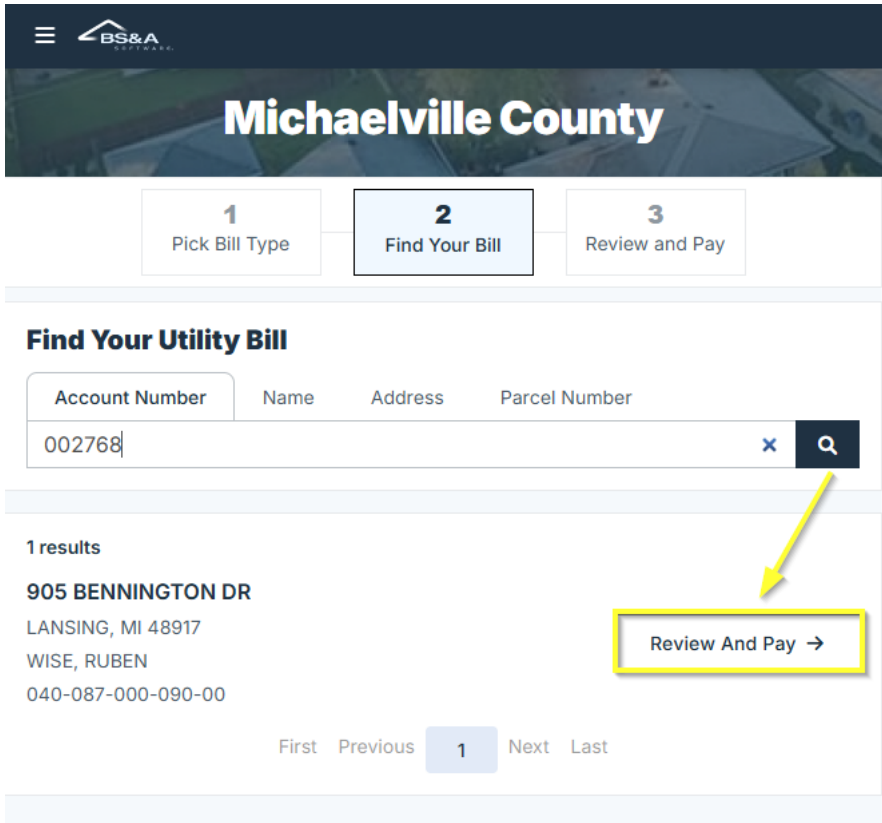 BS&A
SOFTWARE
Michaelville County
1
Pick Bill Type
2
Find Your Bill
3
Review and Pay
Find Your Utility Bill
Account Number Name Address Parcel Number
002768
1 results
905 BENNINGTON DR
LANSING, MI 48917
WISE, RUBEN
040-087-000-090-00
Review And Pay →
First Previous 1 Next Last